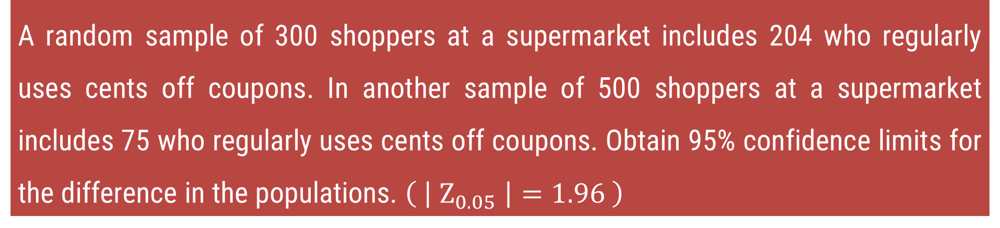 A random sample of 300 shoppers at a supermarket includes 204 who regularly
uses cents off coupons. In another sample of 500 shoppers at a supermarket
includes 75 who regularly uses cents off coupons. Obtain 95% confidence limits for
the difference in the populations. ( | Z₀.₀₅ | = 1.96 )